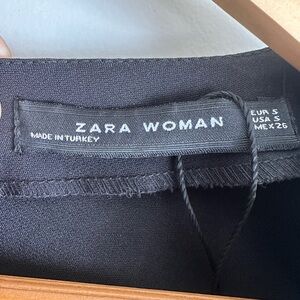 ZARA WOMAN
MADE IN TURKEY
EUR S
USA S
MEX 26